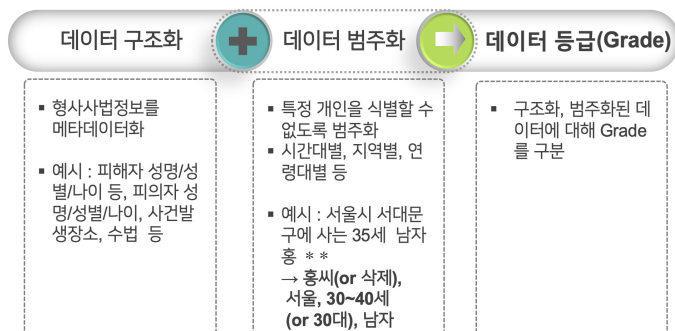 데이터 구조화
데이터 범주화
데이터 등급(Grade)
▪ 형사사법정보를
메타데이터화
▪ 예시 : 피해자 성명/성
별/나이 등, 피의자 성
명/성별/나이, 사건발
생장소, 수법 등
▪ 특정 개인을 식별할 수
없도록 범주화
▪ 시간대별, 지역별, 연
령대별 등
▪ 예시 : 서울시 서대문
구에 사는 35세 남자
홍 * *
→ 홍씨(or 삭제),
서울, 30~40세
(or 30대), 남자
▪ 구조화, 범주화된 데
이터에 대해 Grade
를 구분